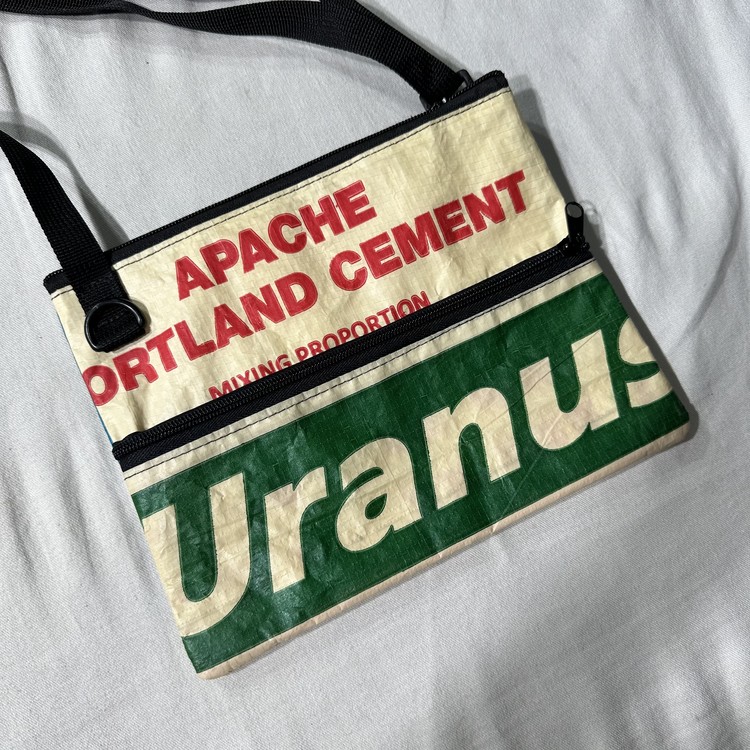 APACHE
ORTLAND CEMENT
MIXING PROPORTION
Uranus